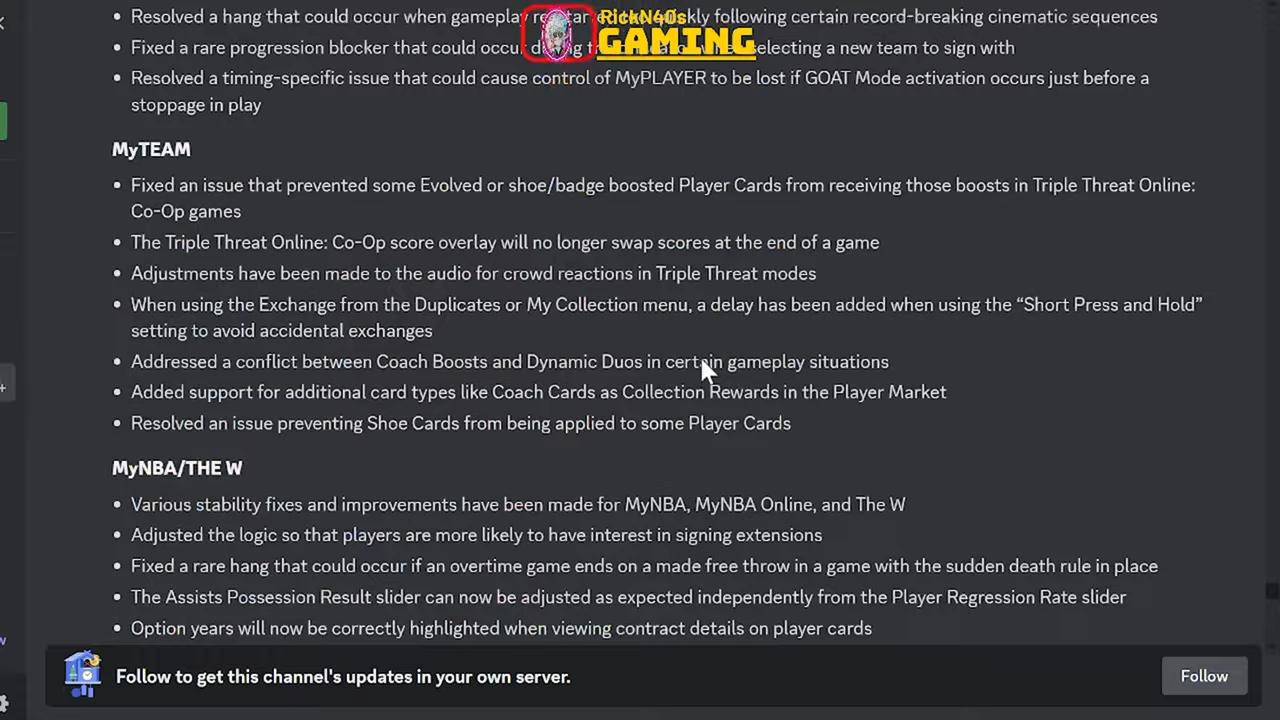 • Resolved a hang that could occur when gameplay following certain record-breaking cinematic sequences
RickN40s
GAMING
• Fixed a rare progression blocker that could occur selecting a new team to sign with
• Resolved a timing-specific issue that could cause control of MyPLAYER to be lost if GOAT Mode activation occurs just before a
stoppage in play
MyTEAM
• Fixed an issue that prevented some Evolved or shoe/badge boosted Player Cards from receiving those boosts in Triple Threat Online:
Co-Op games
• The Triple Threat Online: Co-Op score overlay will no longer swap scores at the end of a game
• Adjustments have been made to the audio for crowd reactions in Triple Threat modes
• When using the Exchange from the Duplicates or My Collection menu, a delay has been added when using the “Short Press and Hold”
setting to avoid accidental exchanges
• Addressed a conflict between Coach Boosts and Dynamic Duos in certain gameplay situations
• Added support for additional card types like Coach Cards as Collection Rewards in the Player Market
• Resolved an issue preventing Shoe Cards from being applied to some Player Cards
MyNBA/THE W
• Various stability fixes and improvements have been made for MyNBA, MyNBA Online, and The W
• Adjusted the logic so that players are more likely to have interest in signing extensions
• Fixed a rare hang that could occur if an overtime game ends on a made free throw in a game with the sudden death rule in place
• The Assists Possession Result slider can now be adjusted as expected independently from the Player Regression Rate slider
• Option years will now be correctly highlighted when viewing contract details on player cards
Follow to get this channel's updates in your own server.
Follow